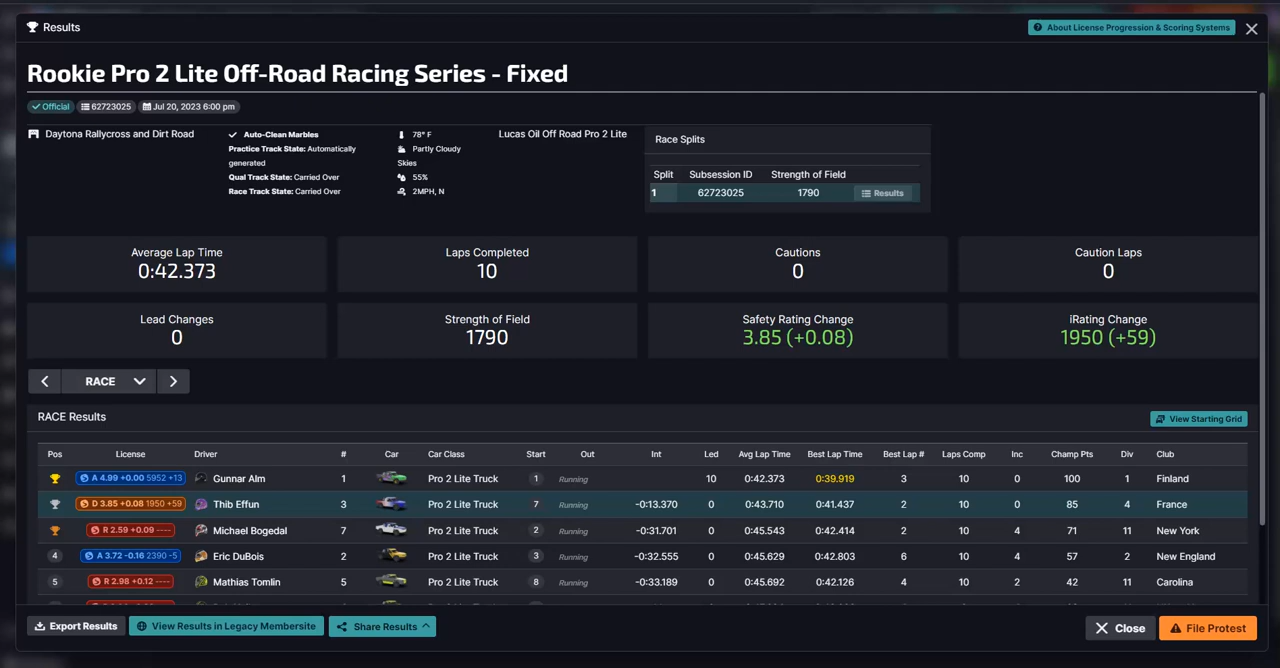 Results
About License Progression & Scoring Systems
Rookie Pro 2 Lite Off-Road Racing Series - Fixed
Official 62723025 Jul 20, 2023 6:00 pm
Daytona Rallycross and Dirt Road
Auto-Clean Marbles
Practice Track State: Automatically
generated
Qual Track State: Carried Over
Race Track State: Carried Over
78° F
Partly Cloudy
Skies
55%
2MPH, N
Lucas Oil Off Road Pro 2 Lite
Race Splits
Split Subsession ID Strength of Field
1 62723025 1790 Results
Average Lap Time
0:42.373
Laps Completed
10
Cautions
0
Caution Laps
0
Lead Changes
0
Strength of Field
1790
Safety Rating Change
3.85 (+0.08)
iRating Change
1950 (+59)
RACE
RACE Results
View Starting Grid
Pos License Driver # Car Car Class Start Out Int Led Avg Lap Time Best Lap Time Best Lap # Laps Comp Inc Champ Pts Div Club
A 4.99 +0.00 5952 +13 Gunnar Alm 1 Pro 2 Lite Truck 1 Running 10 0:42.373 0:39.919 3 10 0 100 1 Finland
D 3.85 +0.08 1950 +59 Thib Effun 3 Pro 2 Lite Truck 7 Running -0:13.370 0 0:43.710 0:41.437 2 10 0 85 4 France
R 2.59 +0.09 ---- Michael Bogedal 7 Pro 2 Lite Truck 2 Running -0:31.701 0 0:45.543 0:42.414 2 10 4 71 11 New York
4 A 3.72 -0.16 2390 -5 Eric DuBois 2 Pro 2 Lite Truck 3 Running -0:32.555 0 0:45.629 0:42.803 6 10 4 57 2 New England
5 R 2.98 +0.12 ---- Mathias Tomlin 5 Pro 2 Lite Truck 8 Running -0:33.189 0 0:45.692 0:42.126 4 10 2 42 11 Carolina
Export Results
View Results in Legacy Membersite
Share Results
Close
File Protest